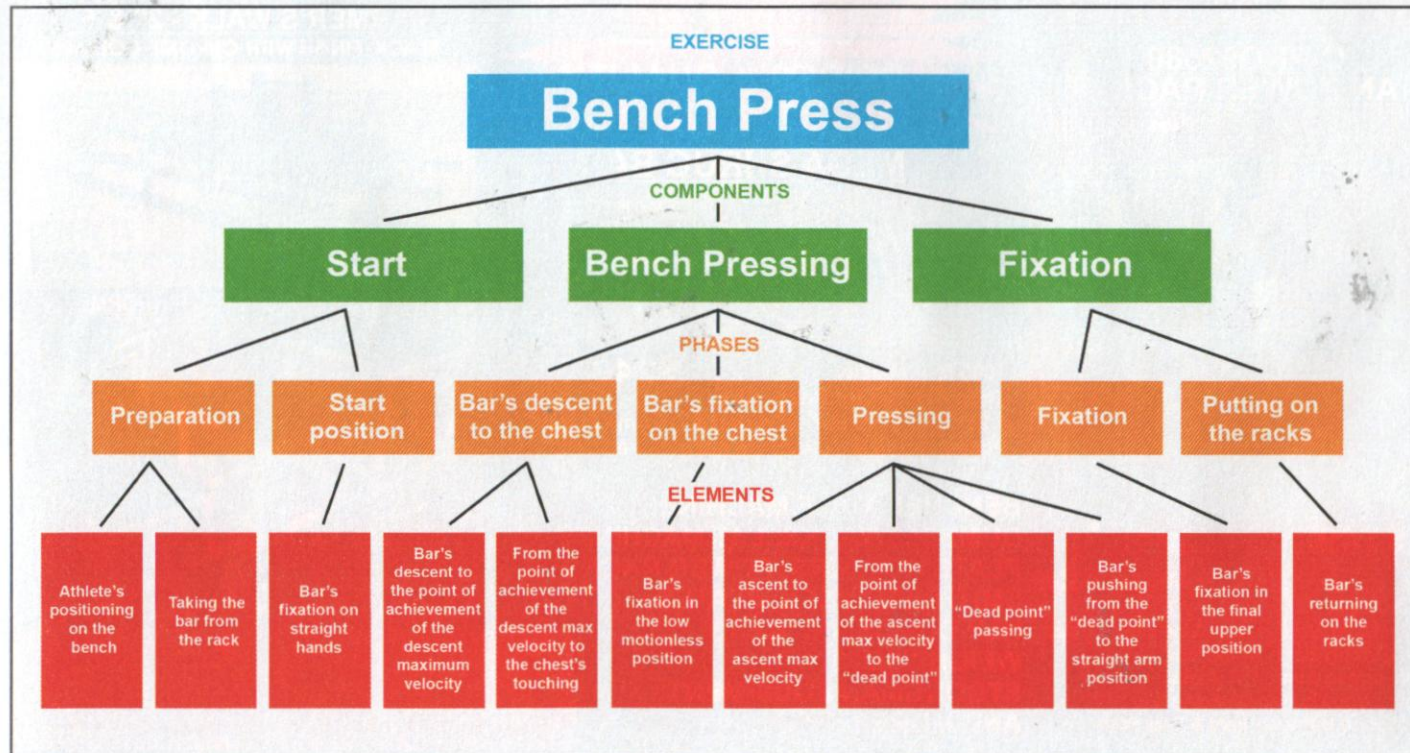 EXERCISE
Bench Press
COMPONENTS
Start
Bench Pressing
Fixation
PHASES
Preparation
Start
position
Bar's descent
to the chest
Bar's fixation
on the chest
Pressing
Fixation
Putting on
the racks
ELEMENTS
Athlete's
positioning
on the
bench
Taking the
bar from
the rack
Bar's
fixation on
straight
hands
Bar's
descent to
the point of
achievement
of the
descent
maximum
velocity
From the
point of
achievement
of the
descent max
velocity to
the chest's
touching
Bar's
fixation in
the low
motionless
position
Bar's
ascent to
the point of
achievement
of the
ascent max
velocity
From the
point of
achievement
of the ascent
max velocity
to the
“dead point”
“Dead point”
passing
Bar's
pushing
from the
“dead point”
to the
straight arm
position
Bar's
fixation in
the final
upper
position
Bar's
returning
on the
racks